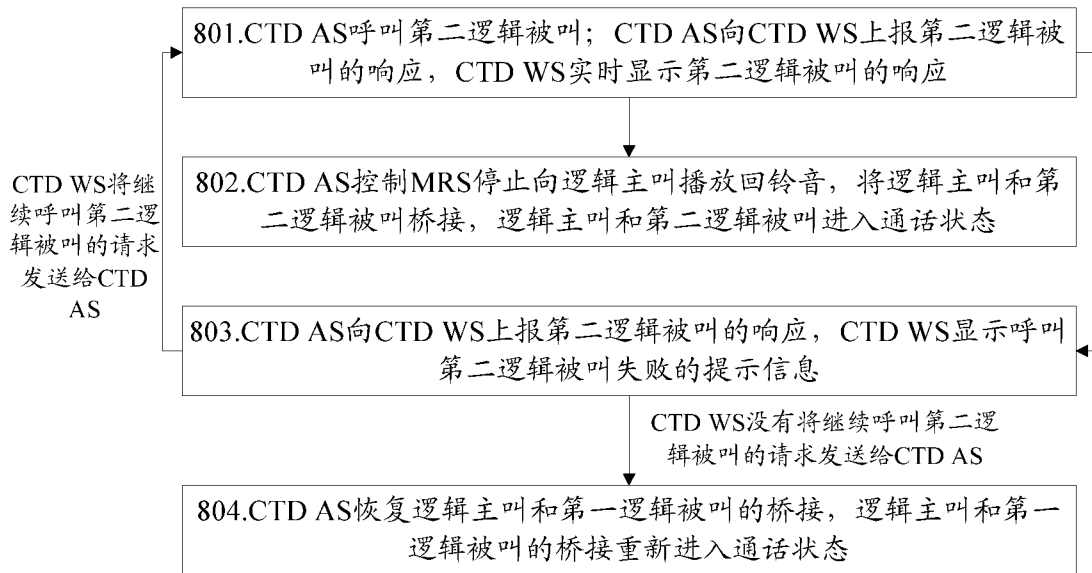 801.CTD AS呼叫第二逻辑被叫；CTD AS向CTD WS上报第二逻辑被
叫的响应，CTD WS实时显示第二逻辑被叫的响应
802.CTD AS控制MRS停止向逻辑主叫播放回铃音，将逻辑主叫和第
二逻辑被叫桥接，逻辑主叫和第二逻辑被叫进入通话状态
CTD WS将继
续呼叫第二逻
辑被叫的请求
发送给CTD
AS
803.CTD AS向CTD WS上报第二逻辑被叫的响应，CTD WS显示呼叫
第二逻辑被叫失败的提示信息
CTD WS没有将继续呼叫第二逻
辑被叫的请求发送给CTD AS
804.CTD AS恢复逻辑主叫和第一逻辑被叫的桥接，逻辑主叫和第一
逻辑被叫的桥接重新进入通话状态